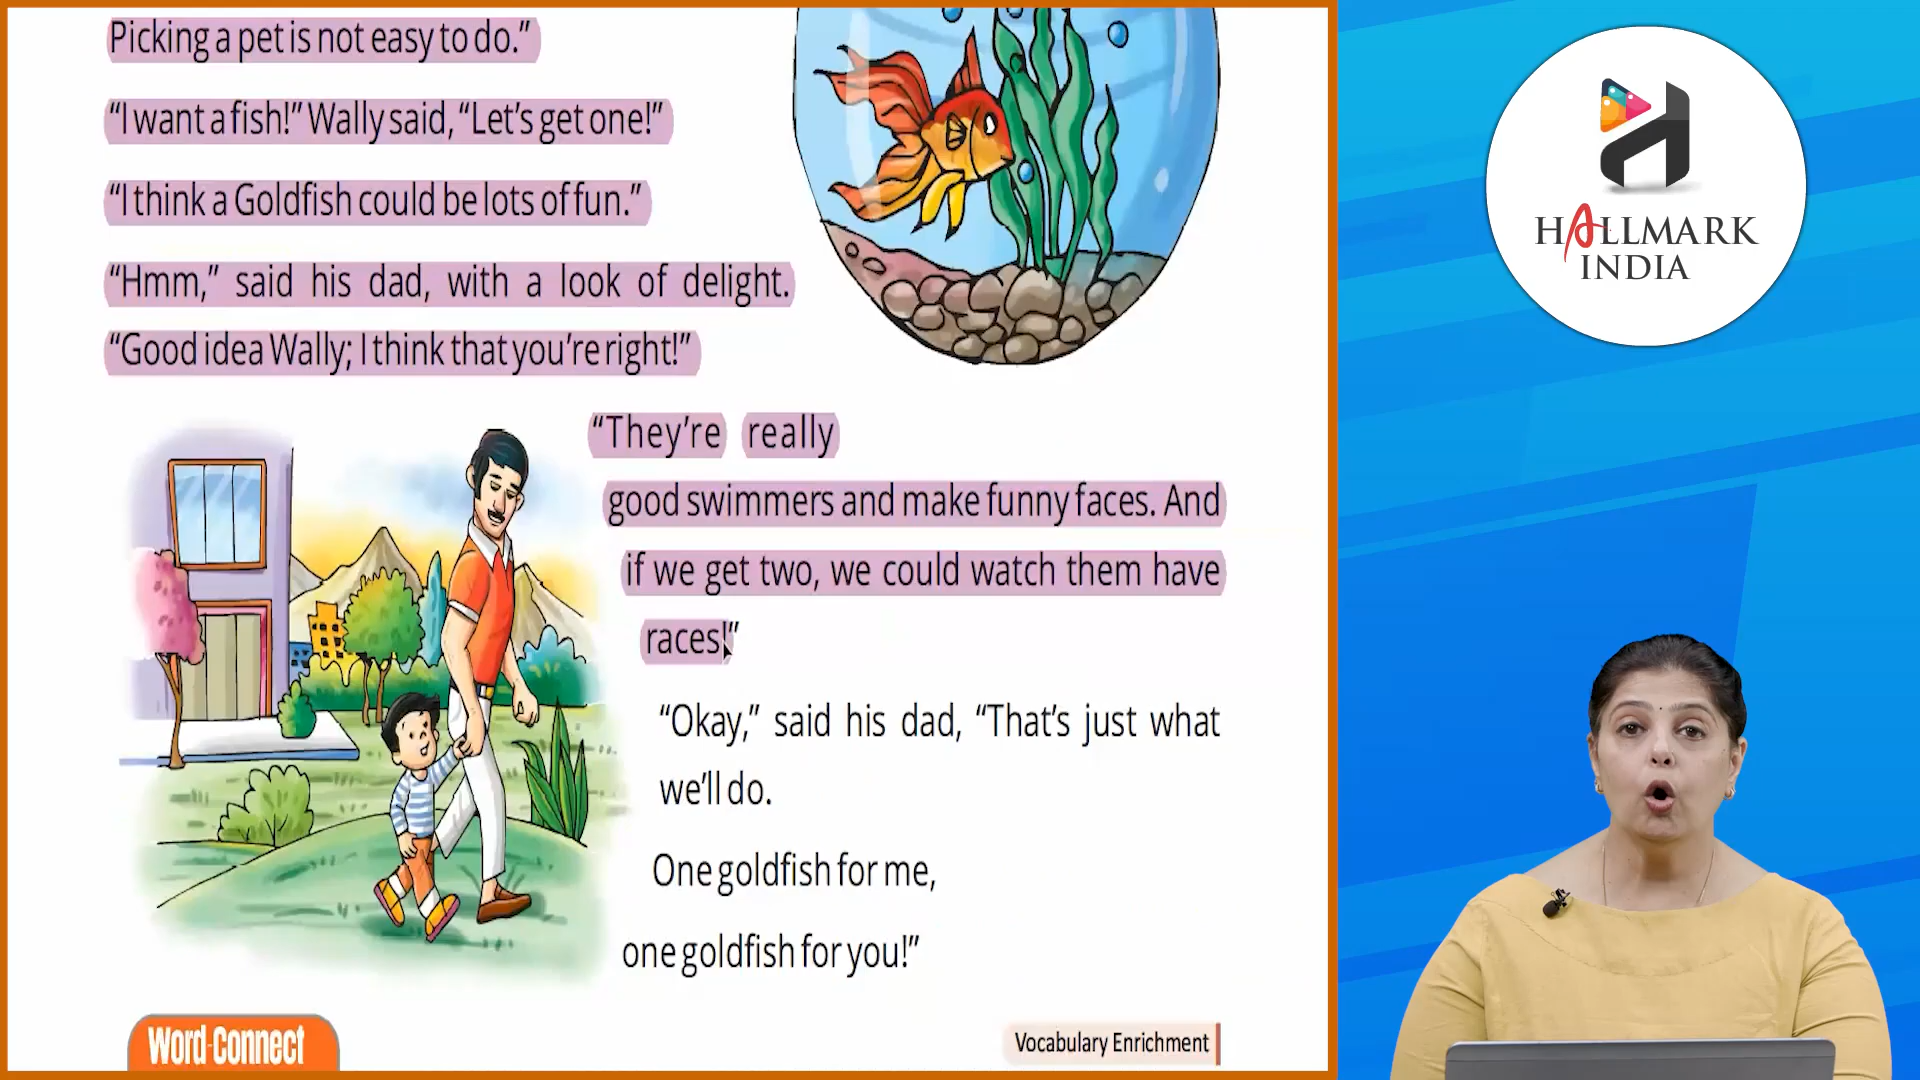 Picking a pet is not easy to do.”
“I want a fish!” Wally said, “Let’s get one!”
“I think a Goldfish could be lots of fun.”
“Hmm,” said his dad, with a look of delight.
“Good idea Wally; I think that you’re right!”
“They’re really
good swimmers and make funny faces. And
if we get two, we could watch them have
races!”
“Okay,” said his dad, “That’s just what
we’ll do.
One goldfish for me,
one goldfish for you!”
Word-Connect
Vocabulary Enrichment
HALLMARK
INDIA